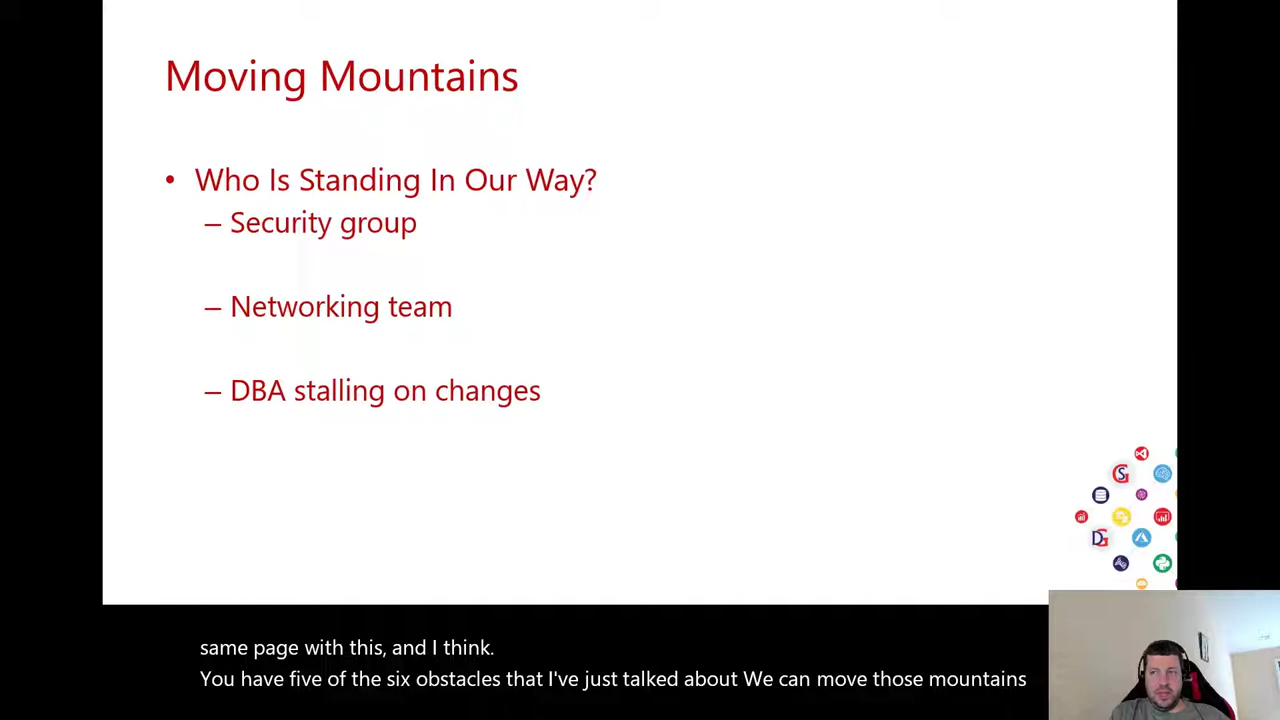 Moving Mountains
• Who Is Standing In Our Way?
– Security group
– Networking team
– DBA stalling on changes
same page with this, and I think.
You have five of the six obstacles that I've just talked about We can move those mountains